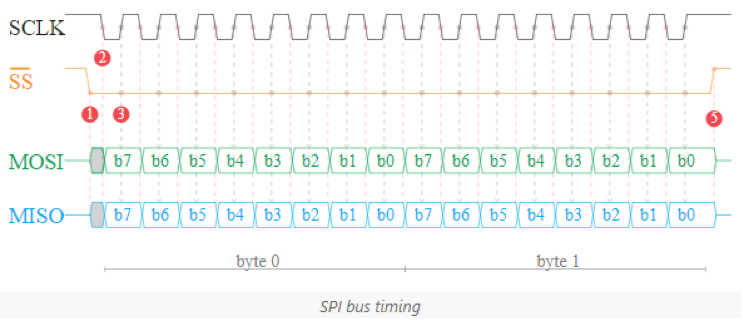 SCLK
2
SS
1 3 5
MOSI b7 b6 b5 b4 b3 b2 b1 b0 b7 b6 b5 b4 b3 b2 b1 b0
MISO b7 b6 b5 b4 b3 b2 b1 b0 b7 b6 b5 b4 b3 b2 b1 b0
byte 0 byte 1
SPI bus timing